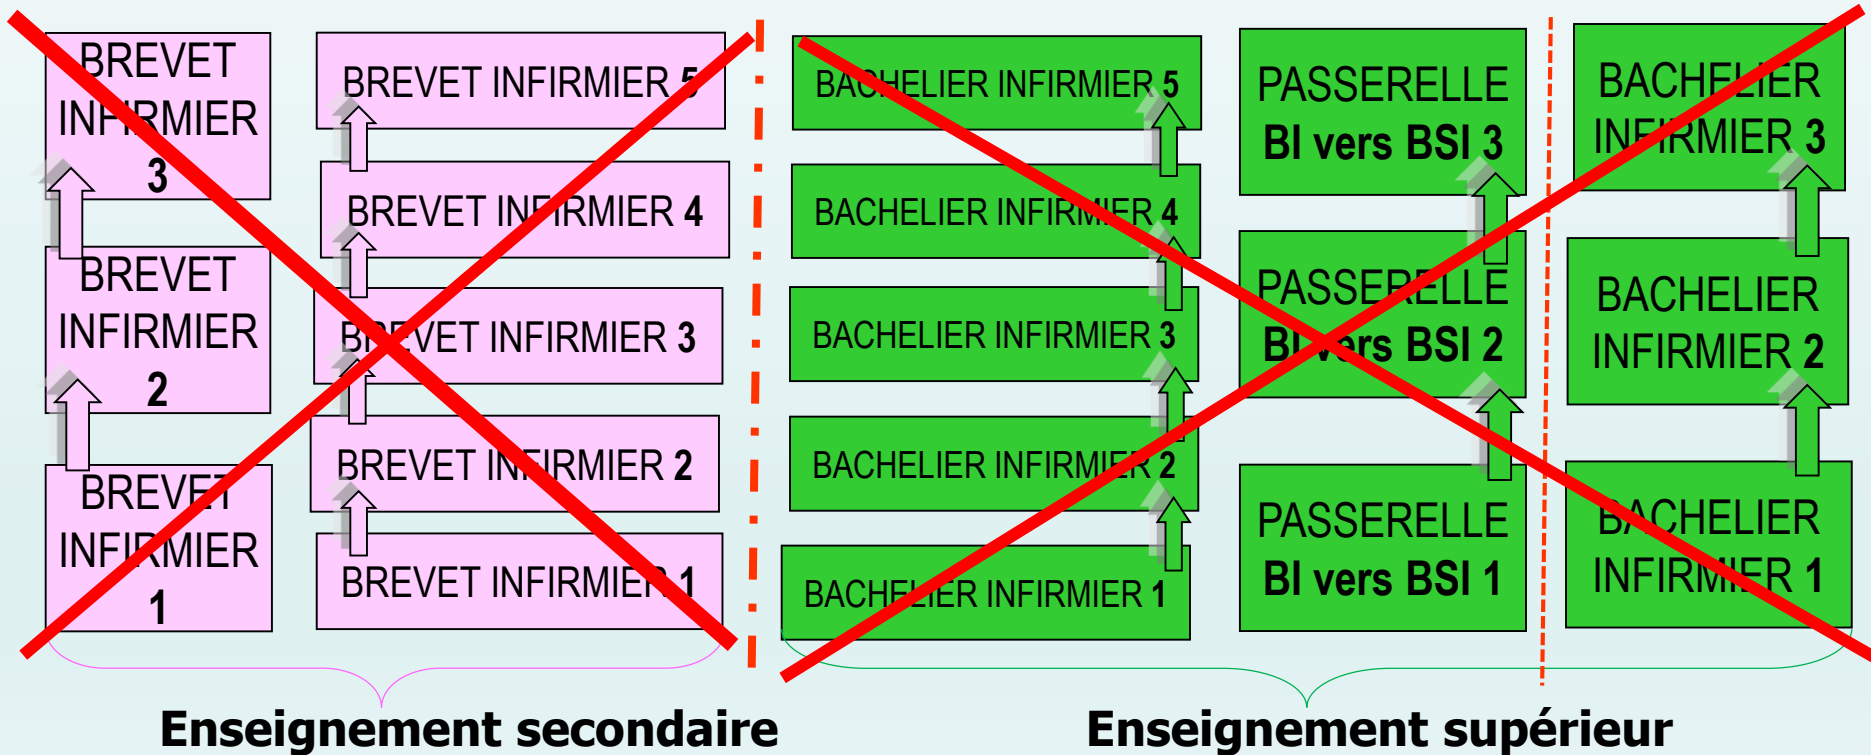 BREVET
INFIRMIER
3
BREVET
INFIRMIER
2
BREVET
INFIRMIER
1
BREVET INFIRMIER 5
BREVET INFIRMIER 4
BREVET INFIRMIER 3
BREVET INFIRMIER 2
BREVET INFIRMIER 1
BACHELIER INFIRMIER 5
BACHELIER INFIRMIER 4
BACHELIER INFIRMIER 3
BACHELIER INFIRMIER 2
BACHELIER INFIRMIER 1
PASSERELLE
BI vers BSI 3
PASSERELLE
BI vers BSI 2
PASSERELLE
BI vers BSI 1
BACHELIER
INFIRMIER 3
BACHELIER
INFIRMIER 2
BACHELIER
INFIRMIER 1
Enseignement secondaire
Enseignement supérieur